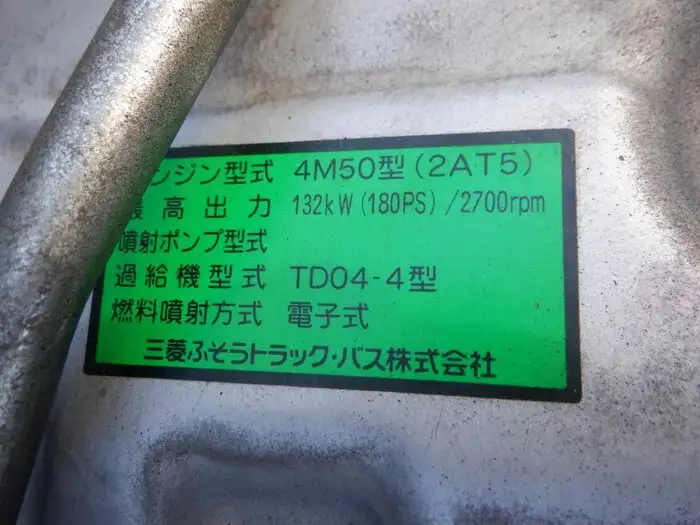 ンジン型式 4M50型(2AT5)
最高出力 132kW(180PS)/2700rpm
噴射ポンプ型式
過給機型式 TD04-4型
燃料噴射方式 電子式
三菱ふそうトラック・バス株式会社